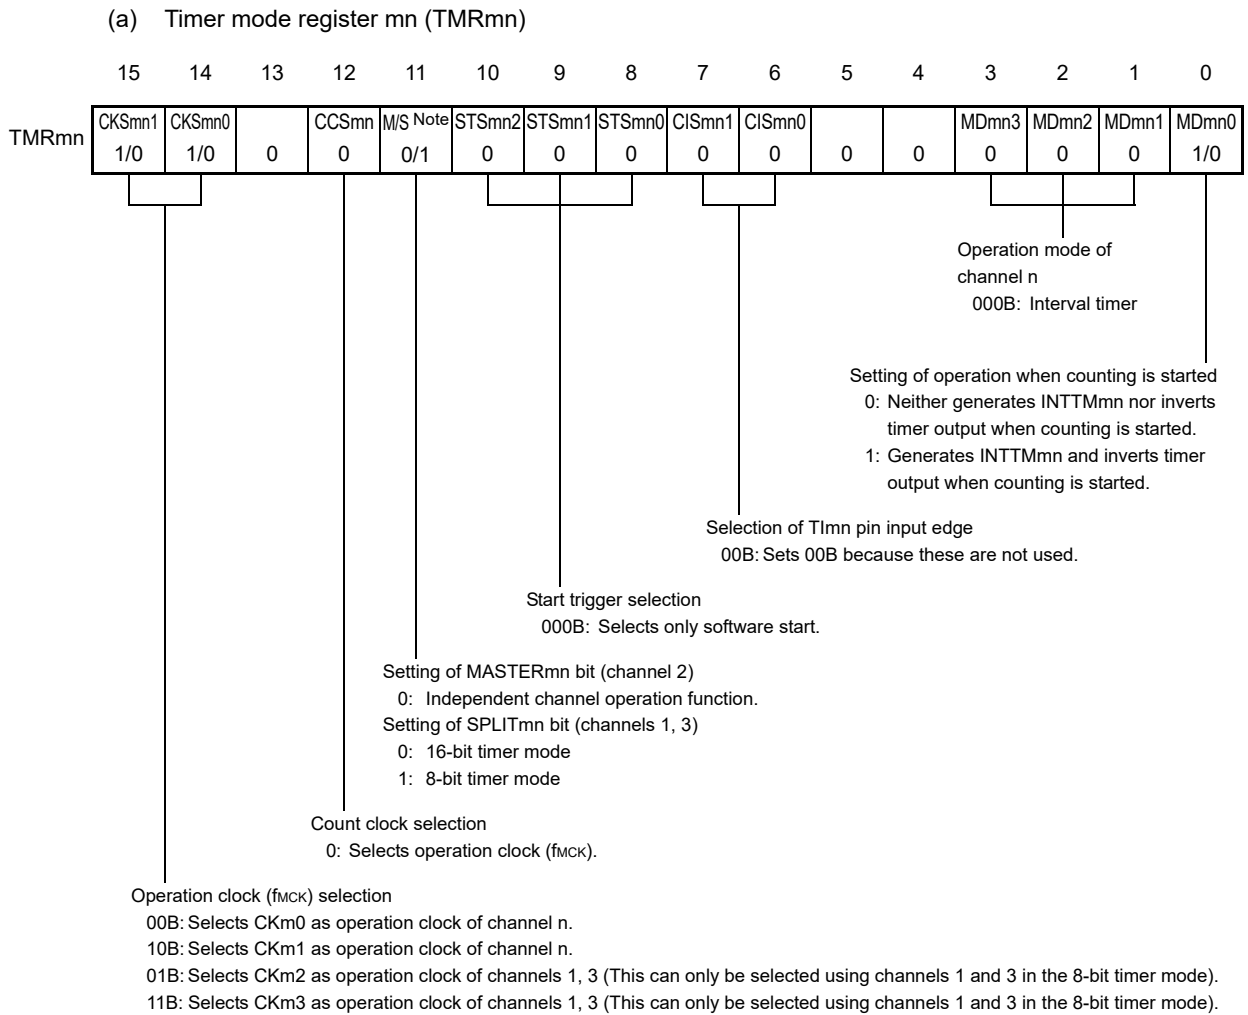 (a) Timer mode register mn (TMRmn)
15 14 13 12 11 10 9 8 7 6 5 4 3 2 1 0
TMRmn
CKSmn1 CKSmn0 CCSmn M/S Note STSmn2 STSmn1 STSmn0 CISmn1 CISmn0 MDmn3 MDmn2 MDmn1 MDmn0
1/0 1/0 0 0 0/1 0 0 0 0 0 0 0 0 0 0 1/0
Operation mode of
channel n
000B: Interval timer
Setting of operation when counting is started
0: Neither generates INTTMmn nor inverts
timer output when counting is started.
1: Generates INTTMmn and inverts timer
output when counting is started.
Selection of TImn pin input edge
00B: Sets 00B because these are not used.
Start trigger selection
000B: Selects only software start.
Setting of MASTERmn bit (channel 2)
0: Independent channel operation function.
Setting of SPLITmn bit (channels 1, 3)
0: 16-bit timer mode
1: 8-bit timer mode
Count clock selection
0: Selects operation clock (fMCK).
Operation clock (fMCK) selection
00B: Selects CKm0 as operation clock of channel n.
10B: Selects CKm1 as operation clock of channel n.
01B: Selects CKm2 as operation clock of channels 1, 3 (This can only be selected using channels 1 and 3 in the 8-bit timer mode).
11B: Selects CKm3 as operation clock of channels 1, 3 (This can only be selected using channels 1 and 3 in the 8-bit timer mode).